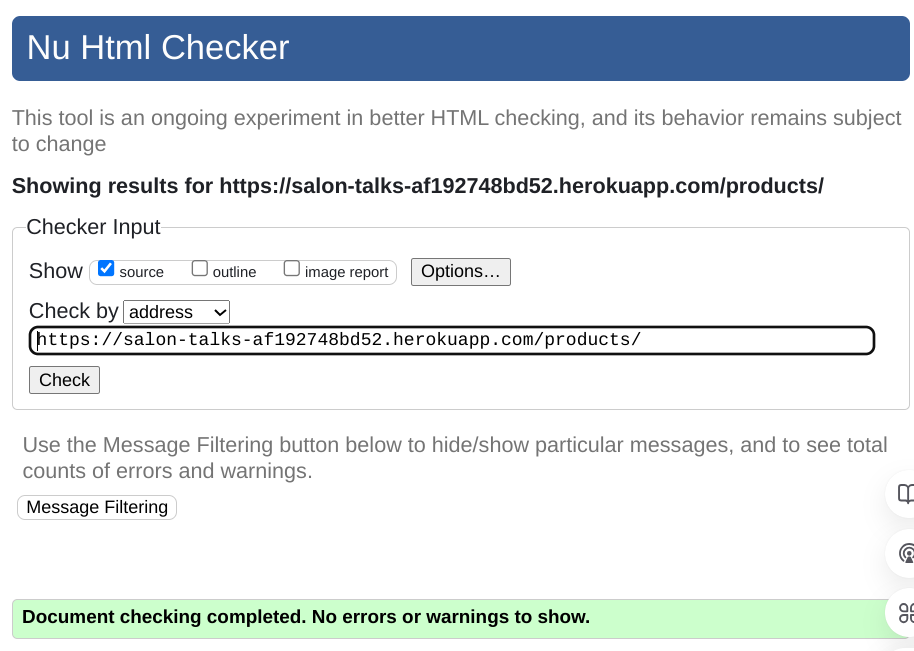 Nu Html Checker
This tool is an ongoing experiment in better HTML checking, and its behavior remains subject
to change
Showing results for https://salon-talks-af192748bd52.herokuapp.com/products/
Checker Input
Show source outline image report Options...
Check by address
https://salon-talks-af192748bd52.herokuapp.com/products/
Check
Use the Message Filtering button below to hide/show particular messages, and to see total
counts of errors and warnings.
Message Filtering
Document checking completed. No errors or warnings to show.